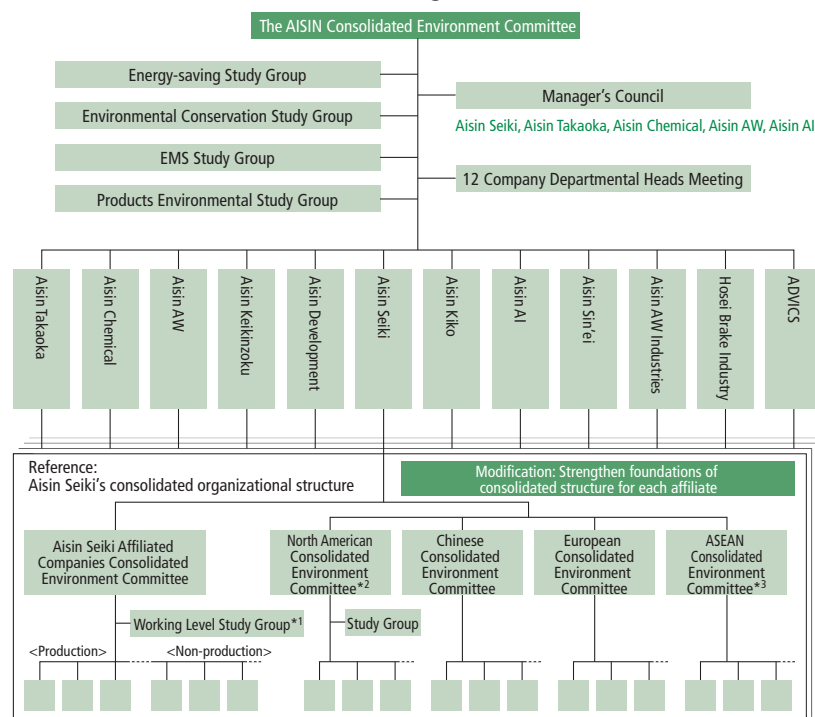 The AISIN Consolidated Environment Committee
Energy-saving Study Group
Environmental Conservation Study Group
EMS Study Group
Products Environmental Study Group
Manager's Council
Aisin Seiki, Aisin Takaoka, Aisin Chemical, Aisin AW, Aisin AI
12 Company Departmental Heads Meeting
Aisin Takaoka
Aisin Chemical
Aisin AW
Aisin Keikinzoku
Aisin Development
Aisin Seiki
Aisin Kiko
Aisin AI
Aisin Sin'ei
Aisin AW Industries
Hosei Brake Industry
ADVICS
Reference:
Aisin Seiki's consolidated organizational structure
Modification: Strengthen foundations of
consolidated structure for each affiliate
Aisin Seiki Affiliated
Companies Consolidated
Environment Committee
North American
Consolidated
Environment
Committee*2
Chinese
Consolidated
Environment
Committee
European
Consolidated
Environment
Committee
ASEAN
Consolidated
Environment
Committee*3
Working Level Study Group*1
Study Group
<Production>
<Non-production>